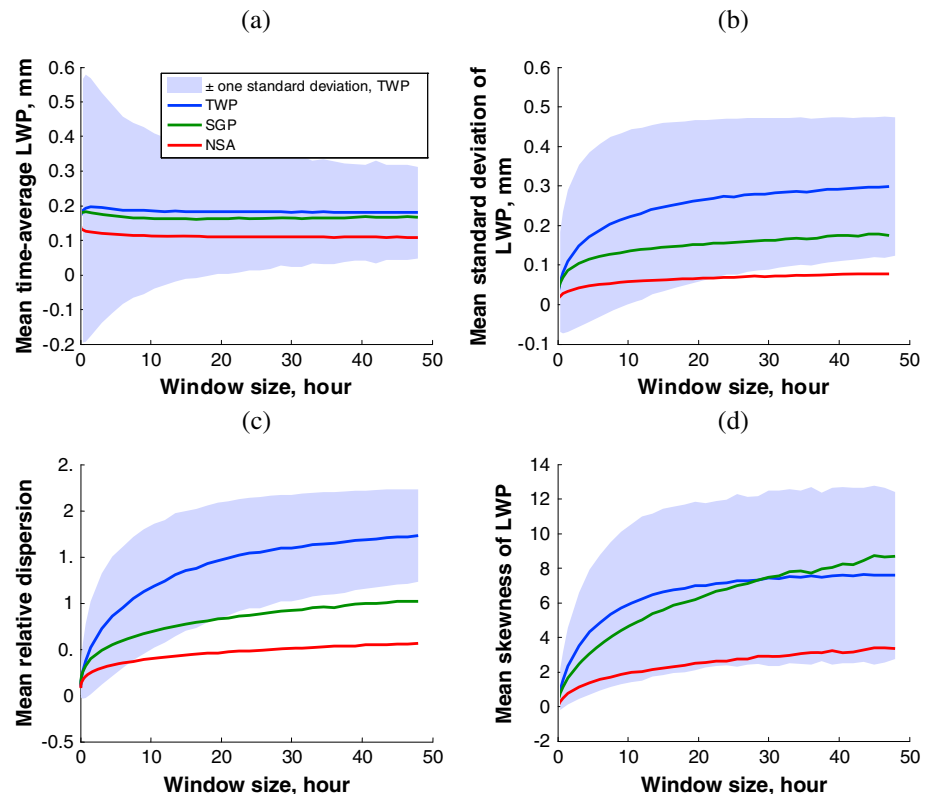 (a)
(b)
0.6
0.5
0.4
0.3
0.2
0.1
0
-0.1
-0.2
Mean time-average LWP, mm
± one standard deviation, TWP
TWP
SGP
NSA
0 10 20 30 40 50
Window size, hour
0.6
0.5
0.4
0.3
0.2
0.1
0
-0.1
Mean standard deviation of
LWP, mm
0 10 20 30 40 50
Window size, hour
(c)
(d)
2.
2
1.
1
0.
0
-0.5
Mean relative dispersion
0 10 20 30 40 50
Window size, hour
14
12
10
8
6
4
2
0
-2
Mean skewness of LWP
0 10 20 30 40 50
Window size, hour